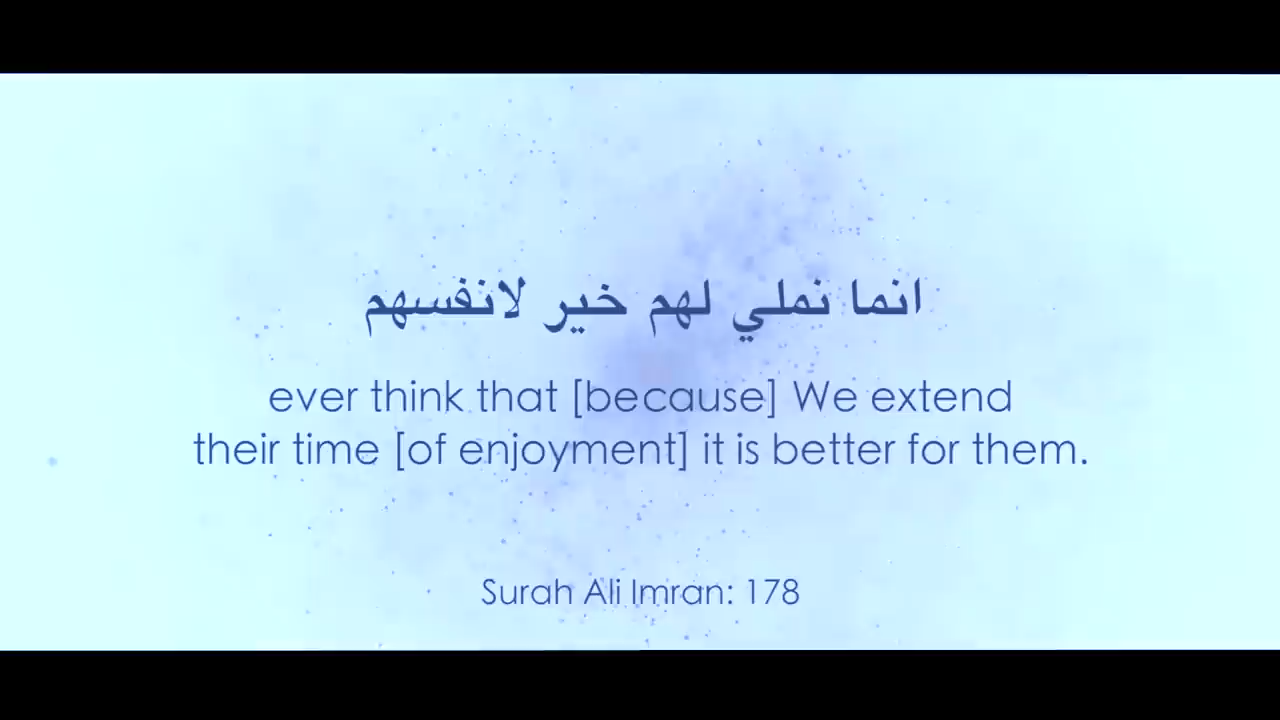 انما نملي لهم خير لانفسهم
ever think that [because] We extend
their time [of enjoyment] it is better for them.
Surah Ali Imran: 178